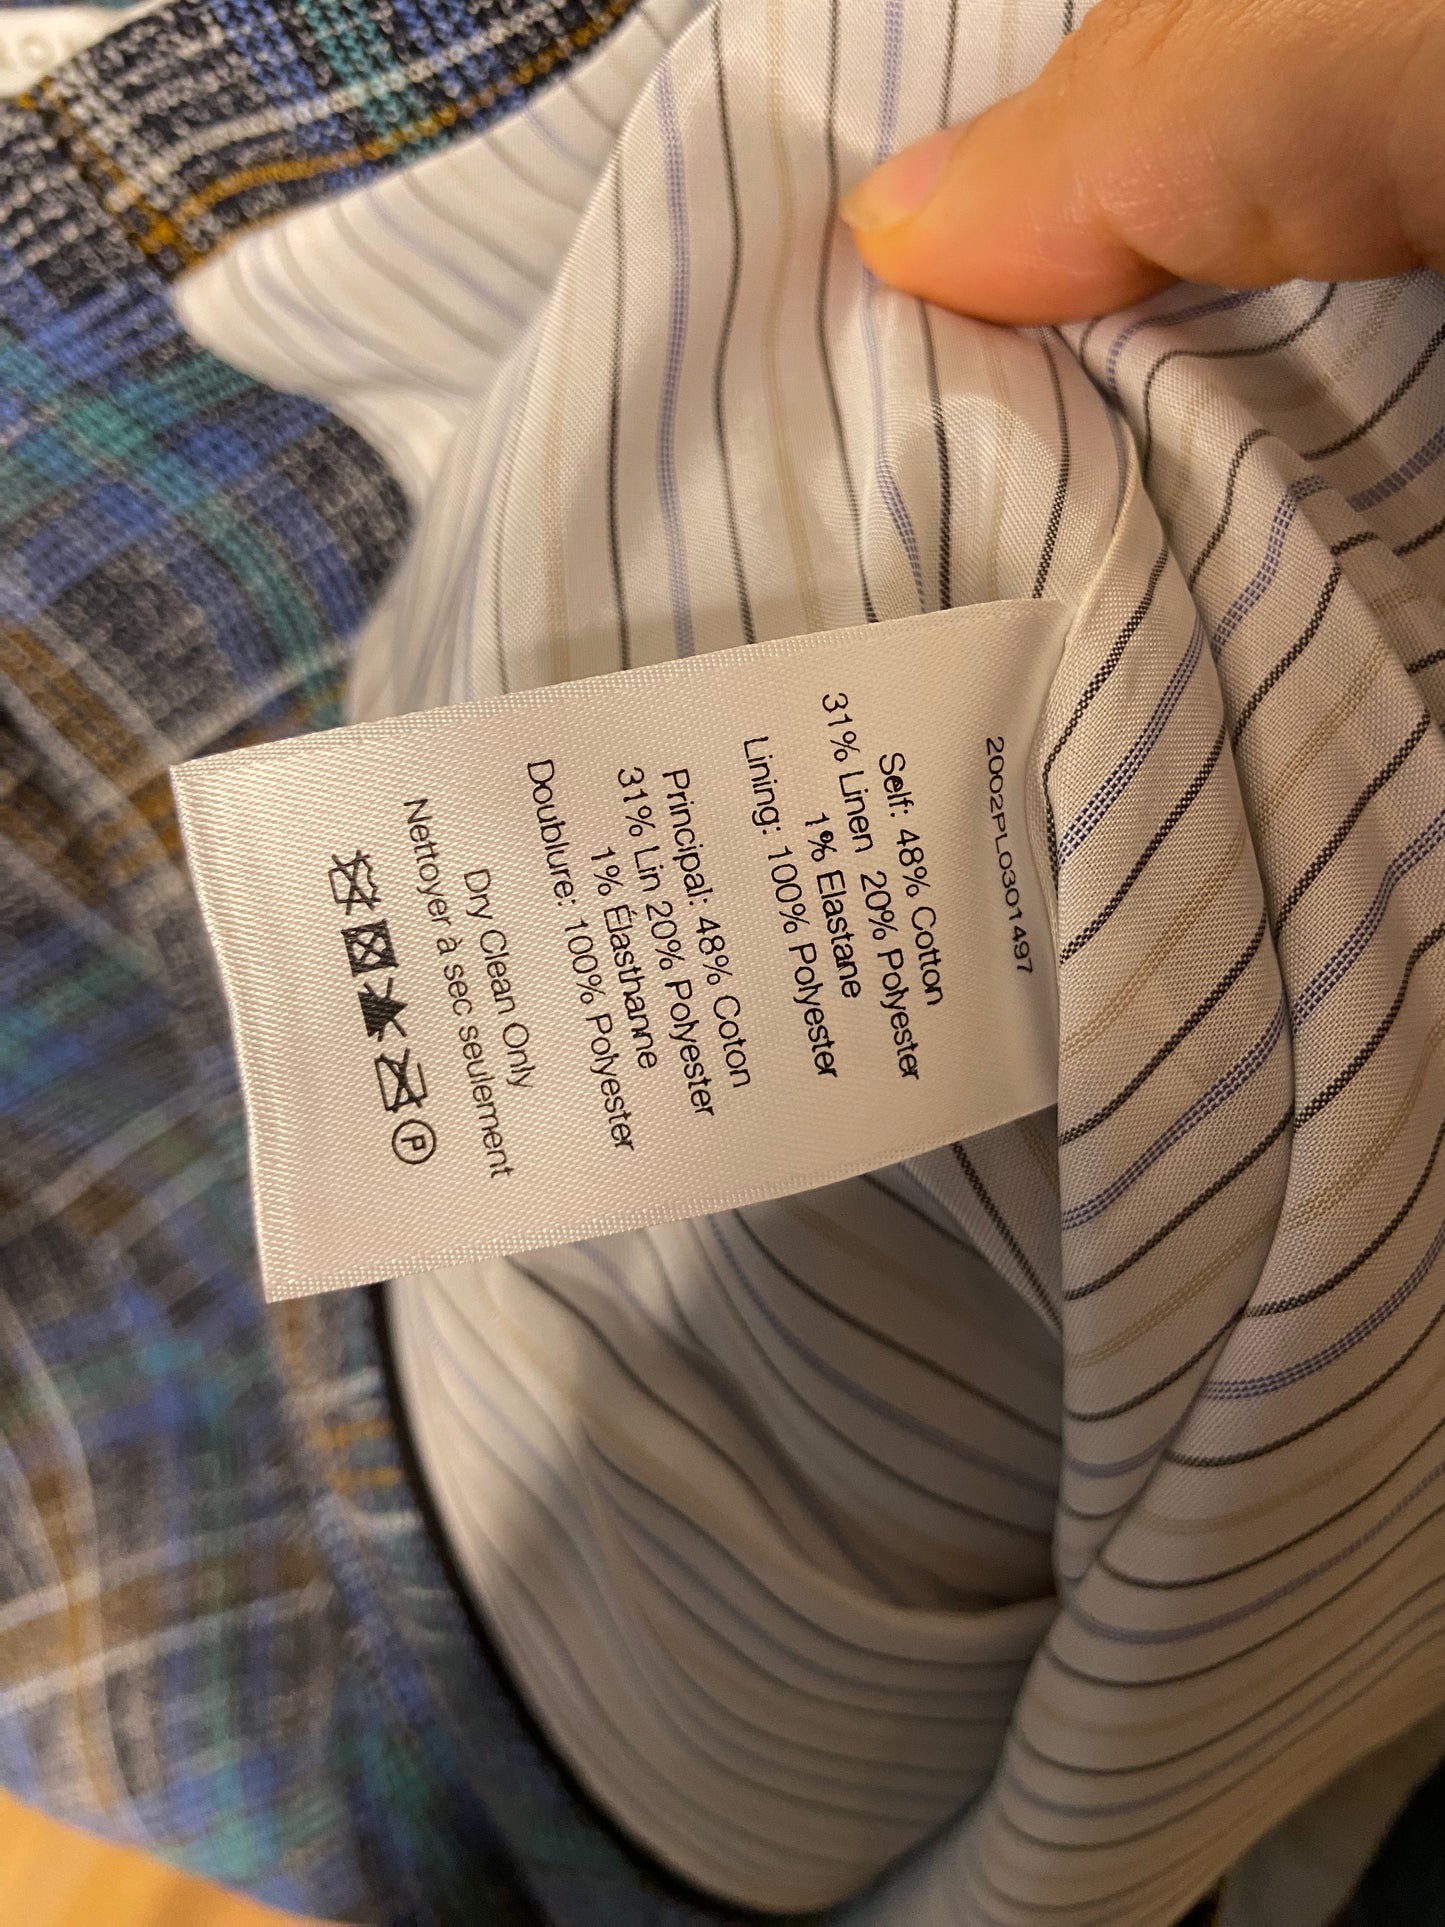 2002PL0301497
Self: 48% Cotton
31% Linen 20% Polyester
1% Elastane
Lining: 100% Polyester
Principal: 48% Coton
31% Lin 20% Polyester
1% Élasthanne
Doublure: 100% Polyester
Dry Clean Only
Nettoyer à sec seulement
P